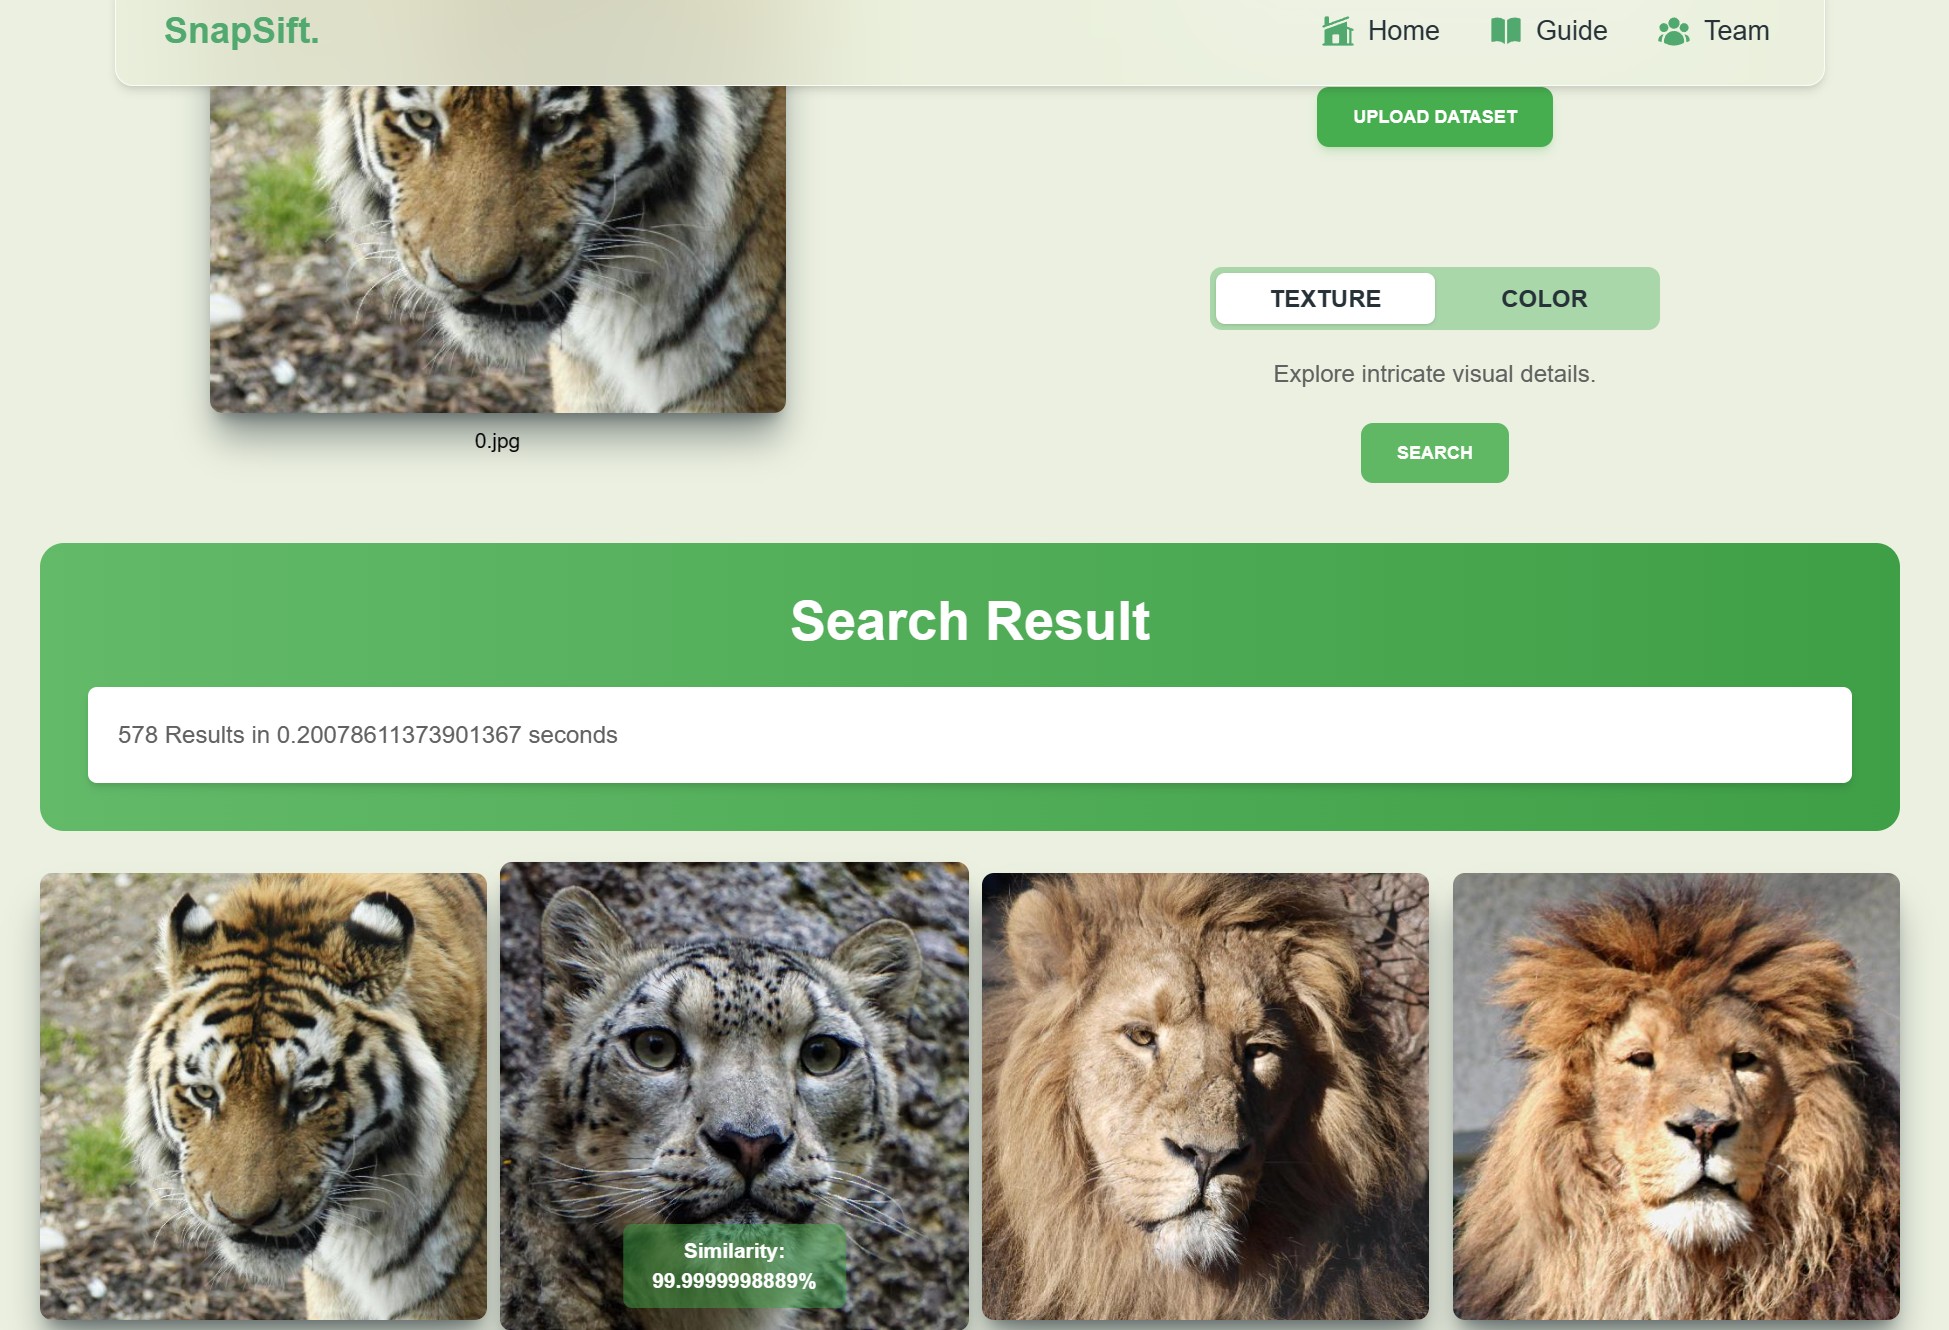 SnapSift.
Home
Guide
Team
UPLOAD DATASET
TEXTURE
COLOR
Explore intricate visual details.
0.jpg
SEARCH
Search Result
578 Results in 0.20078611373901367 seconds
Similarity:
99.9999998889%